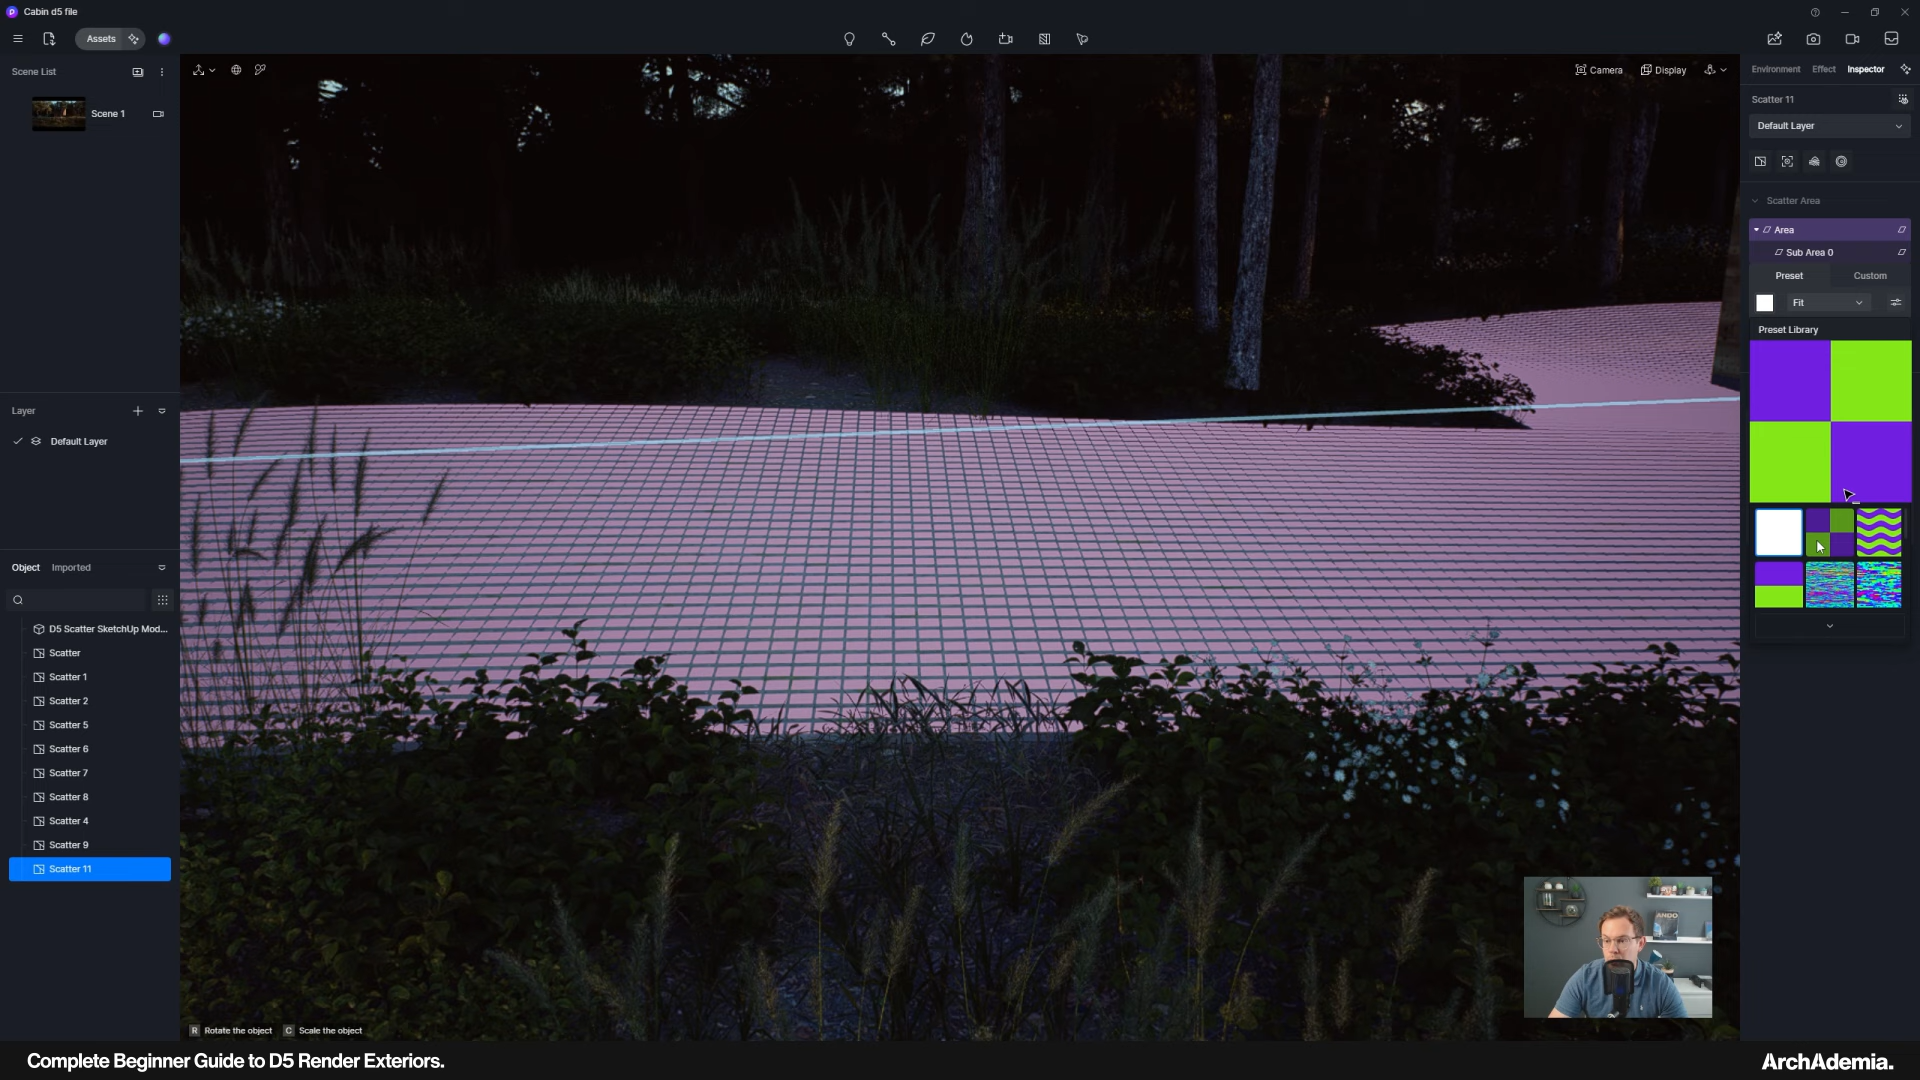 Cabin d5 file
Assets
Scene List
Scene 1
Layer
Default Layer
Object
Imported
D5 Scatter SketchUp Mod...
Scatter
Scatter 1
Scatter 2
Scatter 5
Scatter 6
Scatter 7
Scatter 8
Scatter 4
Scatter 9
Scatter 11
Camera
Display
R Rotate the object
C Scale the object
Environment
Effect
Inspector
Scatter 11
Default Layer
Scatter Area
Area
Sub Area 0
Preset
Custom
Fit
Preset Library
ANDO
Complete Beginner Guide to D5 Render Exteriors.
ArchAdemia.